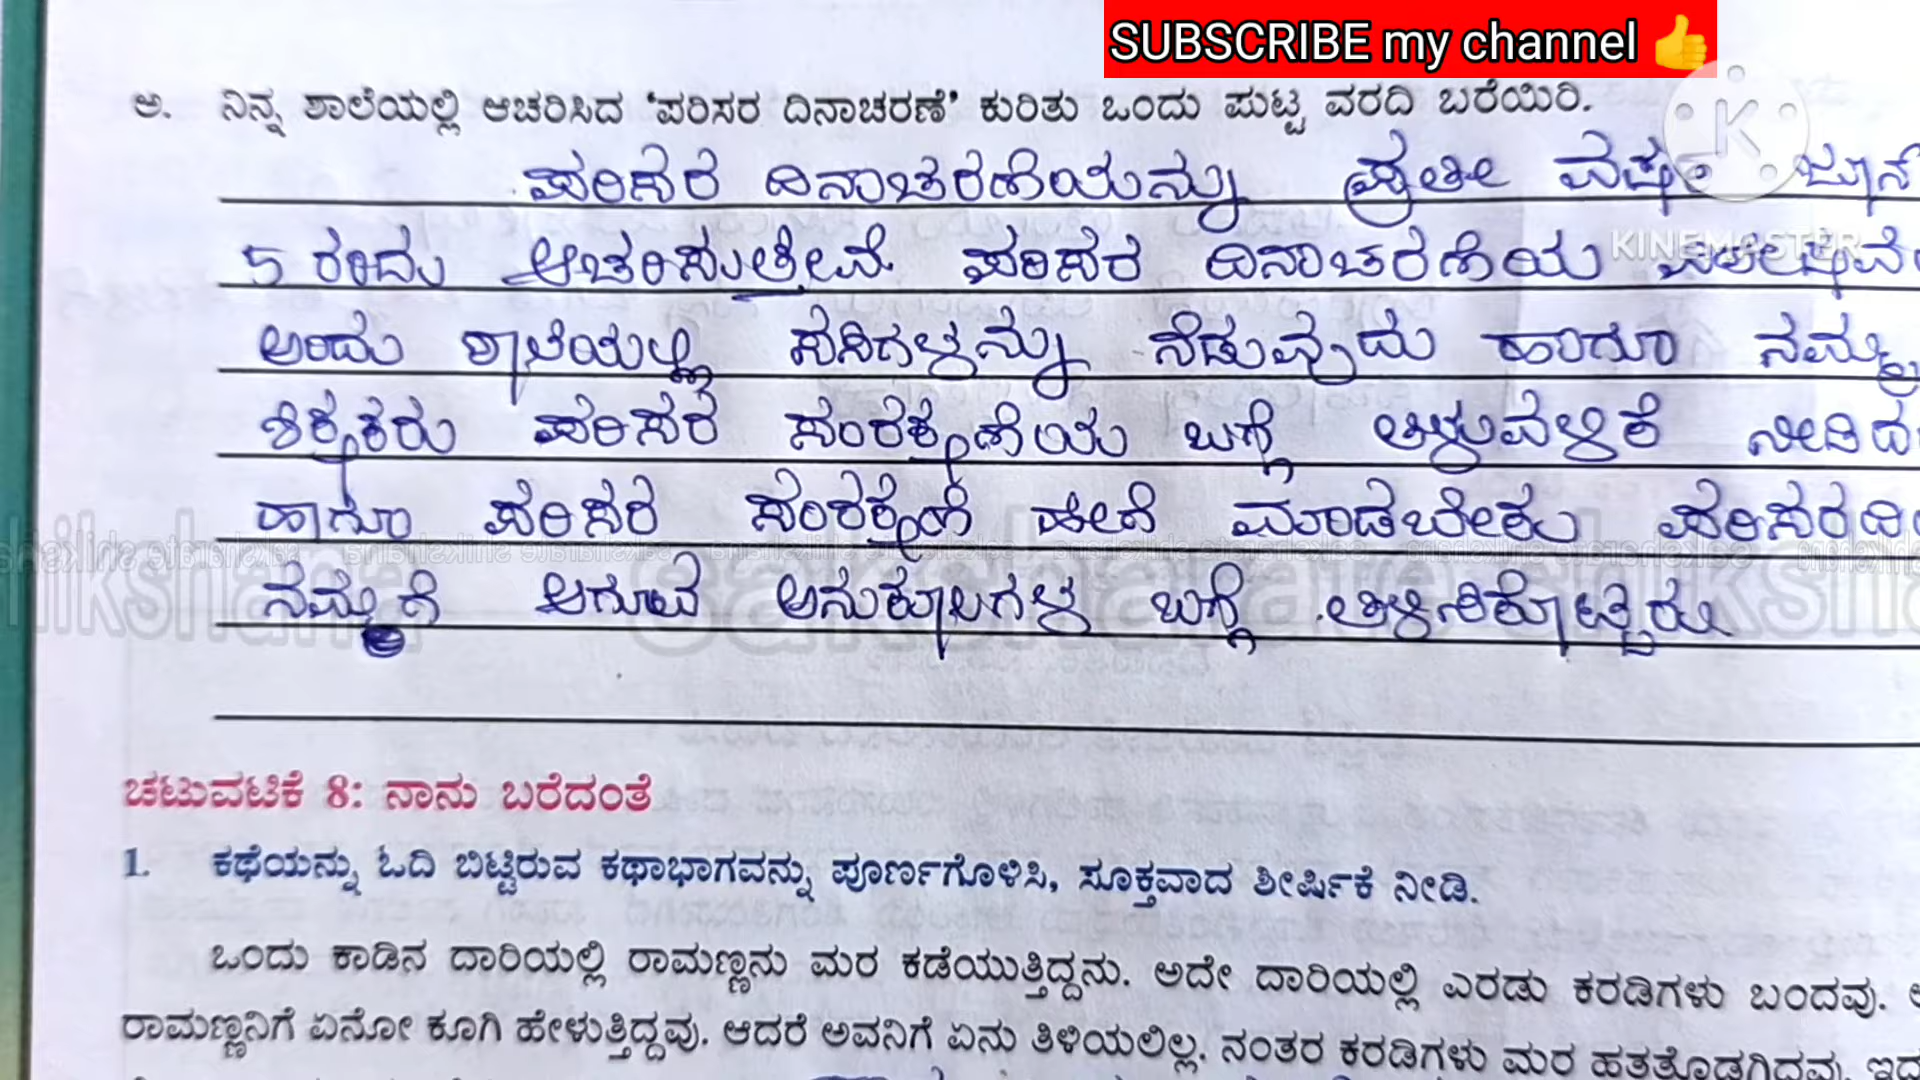 SUBSCRIBE my channel 👍
ಅ. ನಿನ್ನ ಶಾಲೆಯಲ್ಲಿ ಆಚರಿಸಿದ 'ಪರಿಸರ ದಿನಾಚರಣೆ' ಕುರಿತು ಒಂದು ಪುಟ್ಟ ವರದಿ ಬರೆಯಿರಿ.
K
ಪರಿಸರ ದಿನಾಚರಣೆಯನ್ನು ಪ್ರತೀ ವರ್ಷ ಜೂನ್
KINEMASTER
5 ರಂದು ಆಚರಿಸುತ್ತೇವೆ ಪರಿಸರ ದಿನಾಚರಣೆಯ
ಅಂದು ಶಾಲೆಯಲ್ಲಿ ಸಸಿಗಳನ್ನು ನೆಡುವುದು ಹಾಗೂ ನಮ್ಮ
ಶಿಕ್ಷಕರು ಪರಿಸರ ಸಂರಕ್ಷಣೆಯ ಬಗ್ಗೆ ತಿಳುವಳಿಕೆ
ಹಾಗೂ ಪರಿಸರ ಸಂರಕ್ಷಣೆ ಹೇಗೆ ಮಾಡಬೇಕು
ನಮ್ಮಗೆ ಆಗುವ ಅನುಕೂಲಗಳ ಬಗ್ಗೆ ತಿಳಿಸಿಕೊಟ್ಟರು
saksharate shikshana
ಚಟುವಟಿಕೆ 8: ನಾನು ಬರೆದಂತೆ
1. ಕಥೆಯನ್ನು ಓದಿ ಬಿಟ್ಟಿರುವ ಕಥಾಭಾಗವನ್ನು ಪೂರ್ಣಗೊಳಿಸಿ, ಸೂಕ್ತವಾದ ಶೀರ್ಷಿಕೆ ನೀಡಿ.
ಒಂದು ಕಾಡಿನ ದಾರಿಯಲ್ಲಿ ರಾಮಣ್ಣನು ಮರ ಕಡೆಯುತ್ತಿದ್ದನು. ಅದೇ ದಾರಿಯಲ್ಲಿ ಎರಡು ಕರಡಿಗಳು ಬಂದವು.
ರಾಮಣ್ಣನಿಗೆ ಏನೋ ಕೂಗಿ ಹೇಳುತ್ತಿದ್ದವು. ಆದರೆ ಅವನಿಗೆ ಏನು ತಿಳಿಯಲಿಲ್ಲ. ನಂತರ ಕರಡಿಗಳು ಮರ ಹತ್ತತೊಡಗಿದವು.